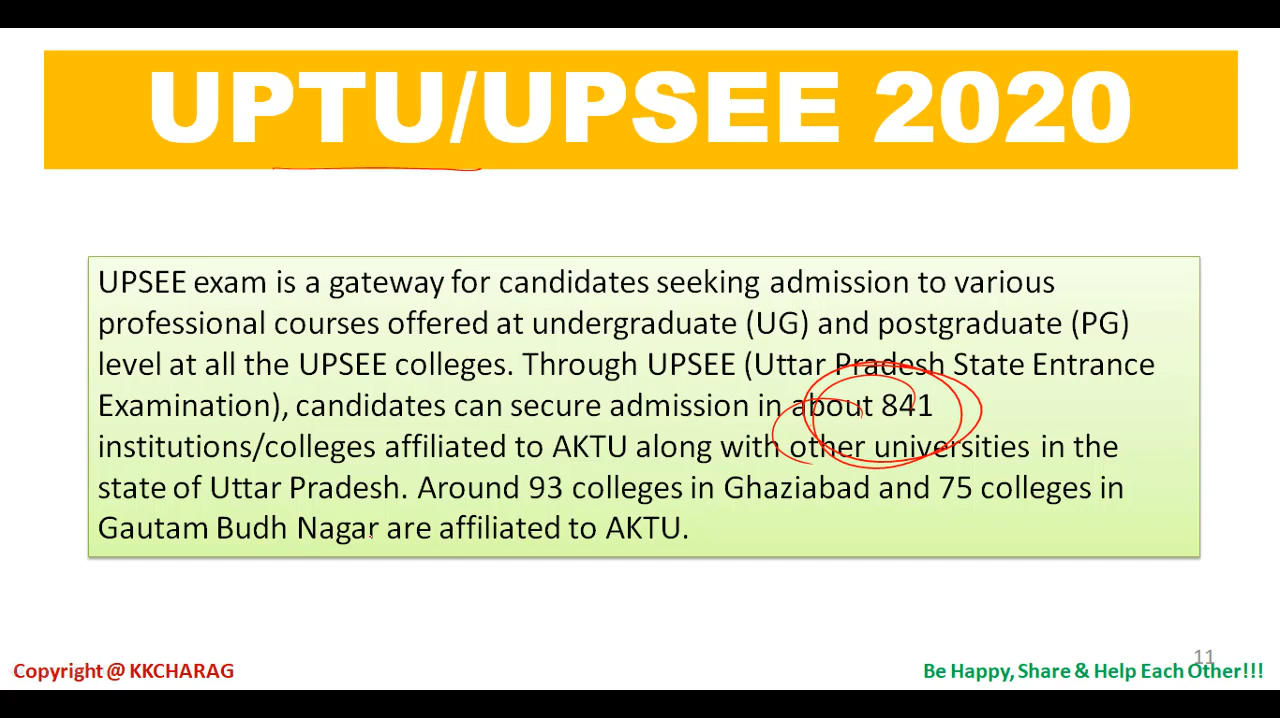 UPTU/UPSEE 2020
UPSEE exam is a gateway for candidates seeking admission to various
professional courses offered at undergraduate (UG) and postgraduate (PG)
level at all the UPSEE colleges. Through UPSEE (Uttar Pradesh State Entrance
Examination), candidates can secure admission in about 841
institutions/colleges affiliated to AKTU along with other universities in the
state of Uttar Pradesh. Around 93 colleges in Ghaziabad and 75 colleges in
Gautam Budh Nagar are affiliated to AKTU.
11
Copyright @ KKCHARAG
Be Happy, Share & Help Each Other!!!